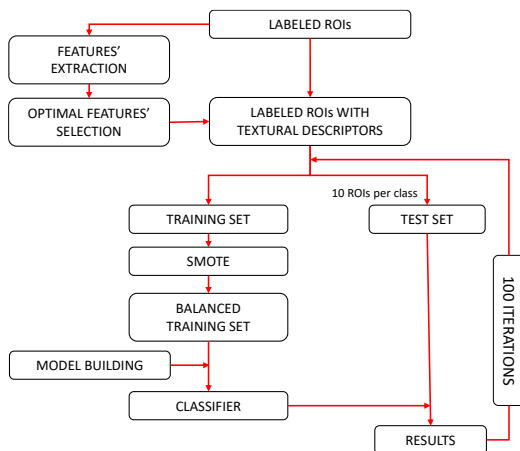 LABELED ROIs
FEATURES'
EXTRACTION
OPTIMAL FEATURES'
SELECTION
LABELED ROIs WITH
TEXTURAL DESCRIPTORS
10 ROIs per class
TRAINING SET
TEST SET
SMOTE
BALANCED
TRAINING SET
100 ITERATIONS
MODEL BUILDING
CLASSIFIER
RESULTS